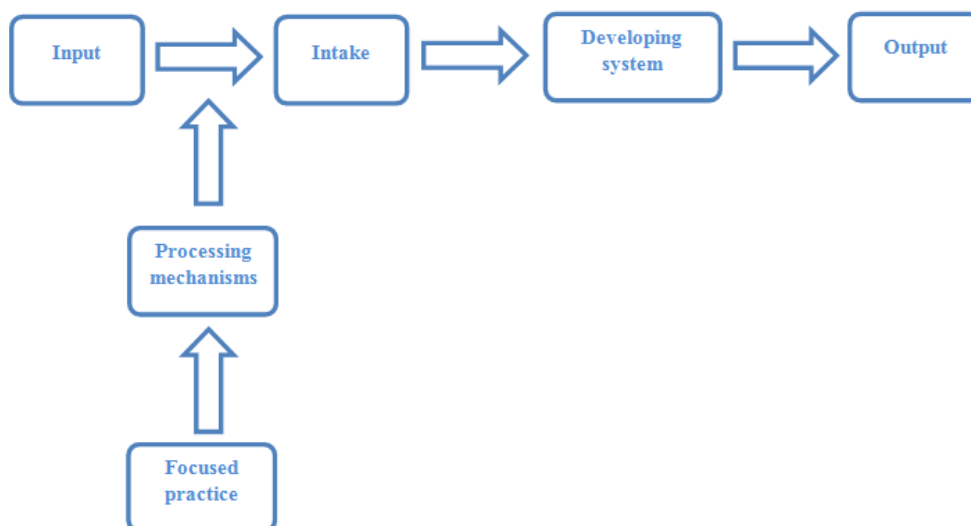 Input
Intake
Developing
system
Output
Processing
mechanisms
Focused
practice